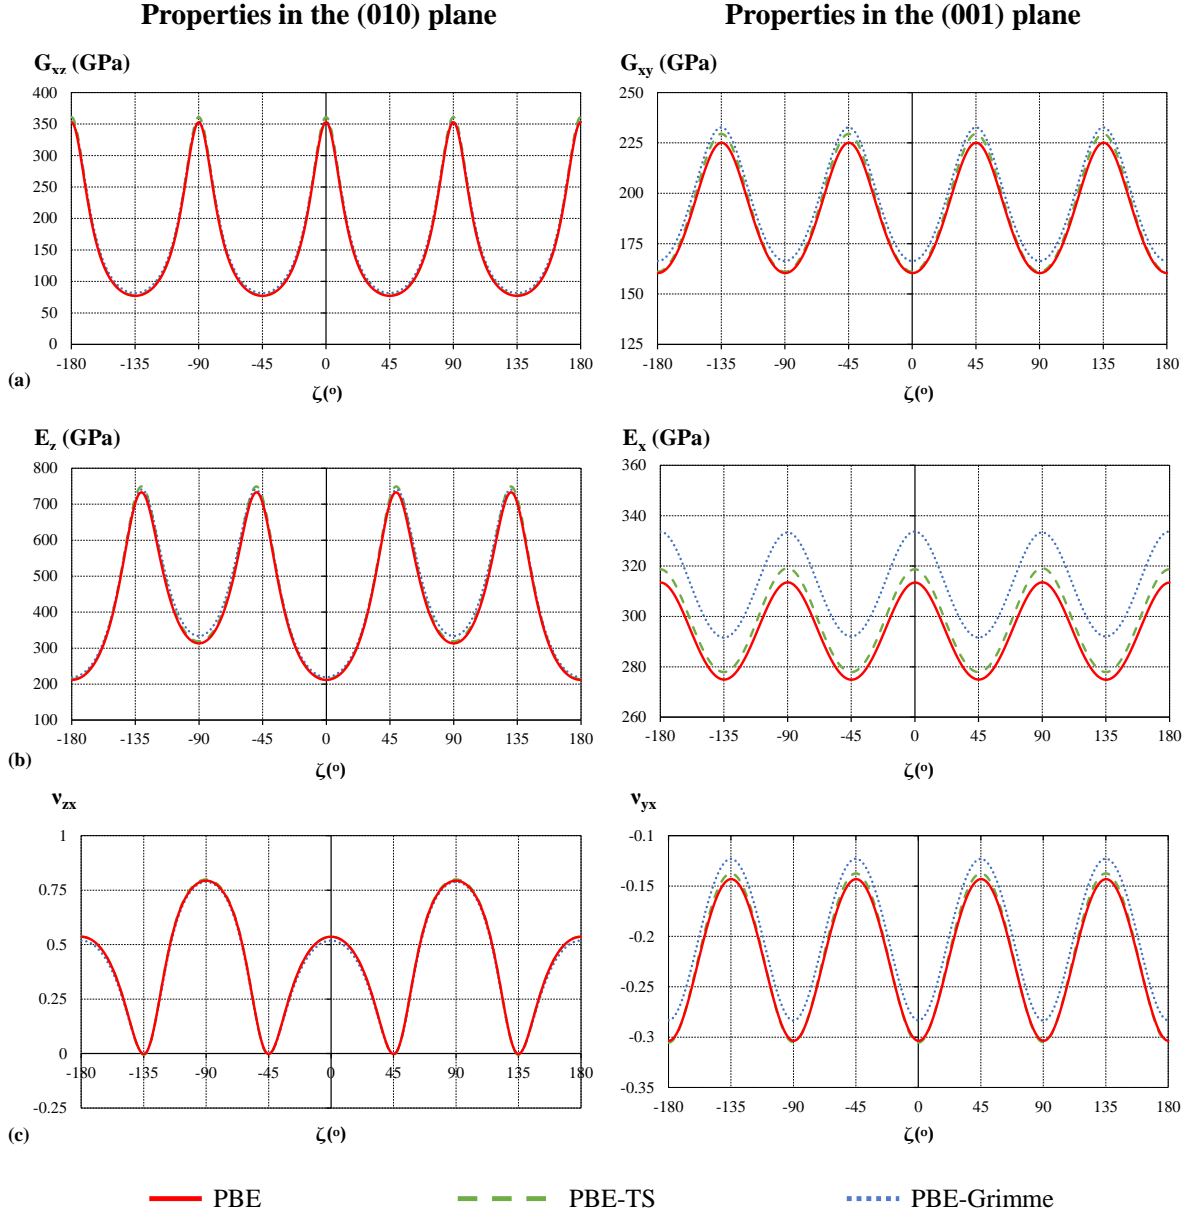 Properties in the (010) plane
Properties in the (001) plane
G_xz (GPa)
400
350
300
250
200
150
100
50
0
-180 -135 -90 -45 0 45 90 135 180
ζ(º)
(a)
G_xy (GPa)
250
225
200
175
150
125
-180 -135 -90 -45 0 45 90 135 180
ζ(º)
E_z (GPa)
800
700
600
500
400
300
200
100
-180 -135 -90 -45 0 45 90 135 180
ζ(º)
(b)
E_x (GPa)
360
340
320
300
280
260
-180 -135 -90 -45 0 45 90 135 180
ζ(º)
ν_zx
1
0.75
0.5
0.25
0
-0.25
-180 -135 -90 -45 0 45 90 135 180
ζ(º)
(c)
ν_yx
-0.1
-0.15
-0.2
-0.25
-0.3
-0.35
-180 -135 -90 -45 0 45 90 135 180
ζ(º)
PBE PBE-TS PBE-Grimme